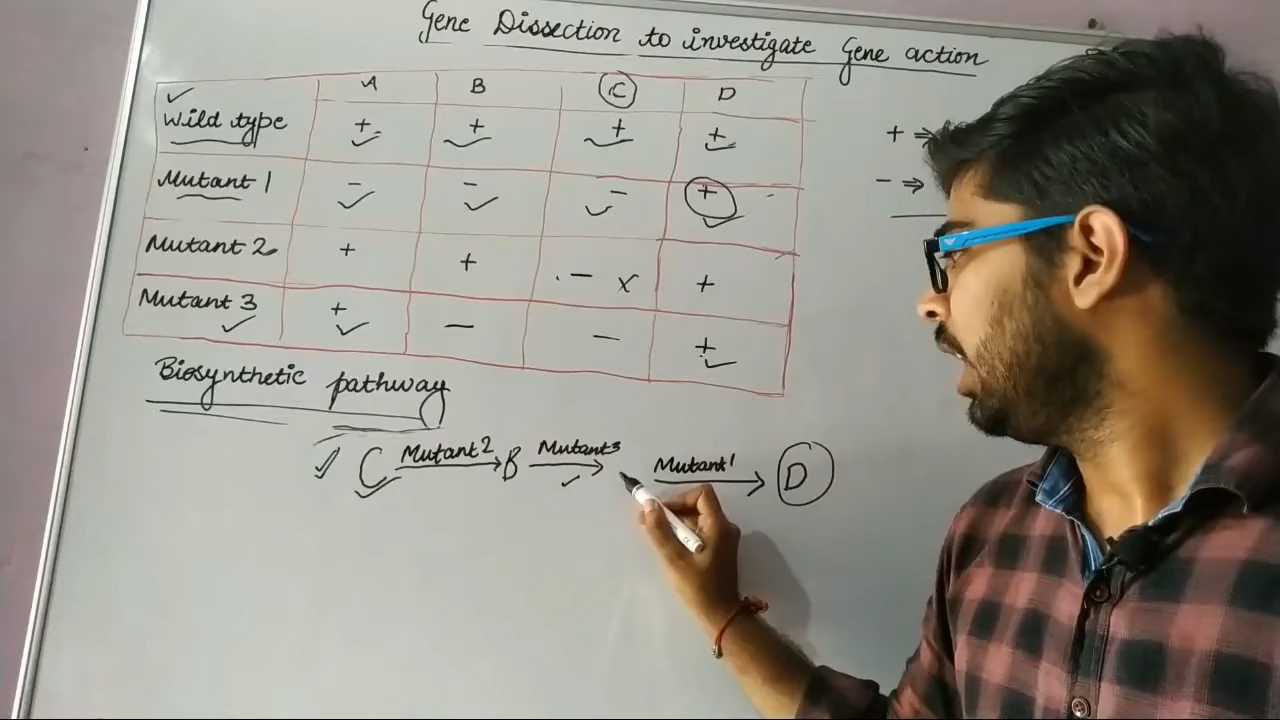 Gene Dissection to investigate Gene action
A B C D
Wild type + + + +
Mutant 1 - - - +
Mutant 2 + + - x +
Mutant 3 + - - +
+ ⇒
- ⇒
Biosynthetic pathway
C Mutant 2 → B Mutant 3 → Mutant 1 → D